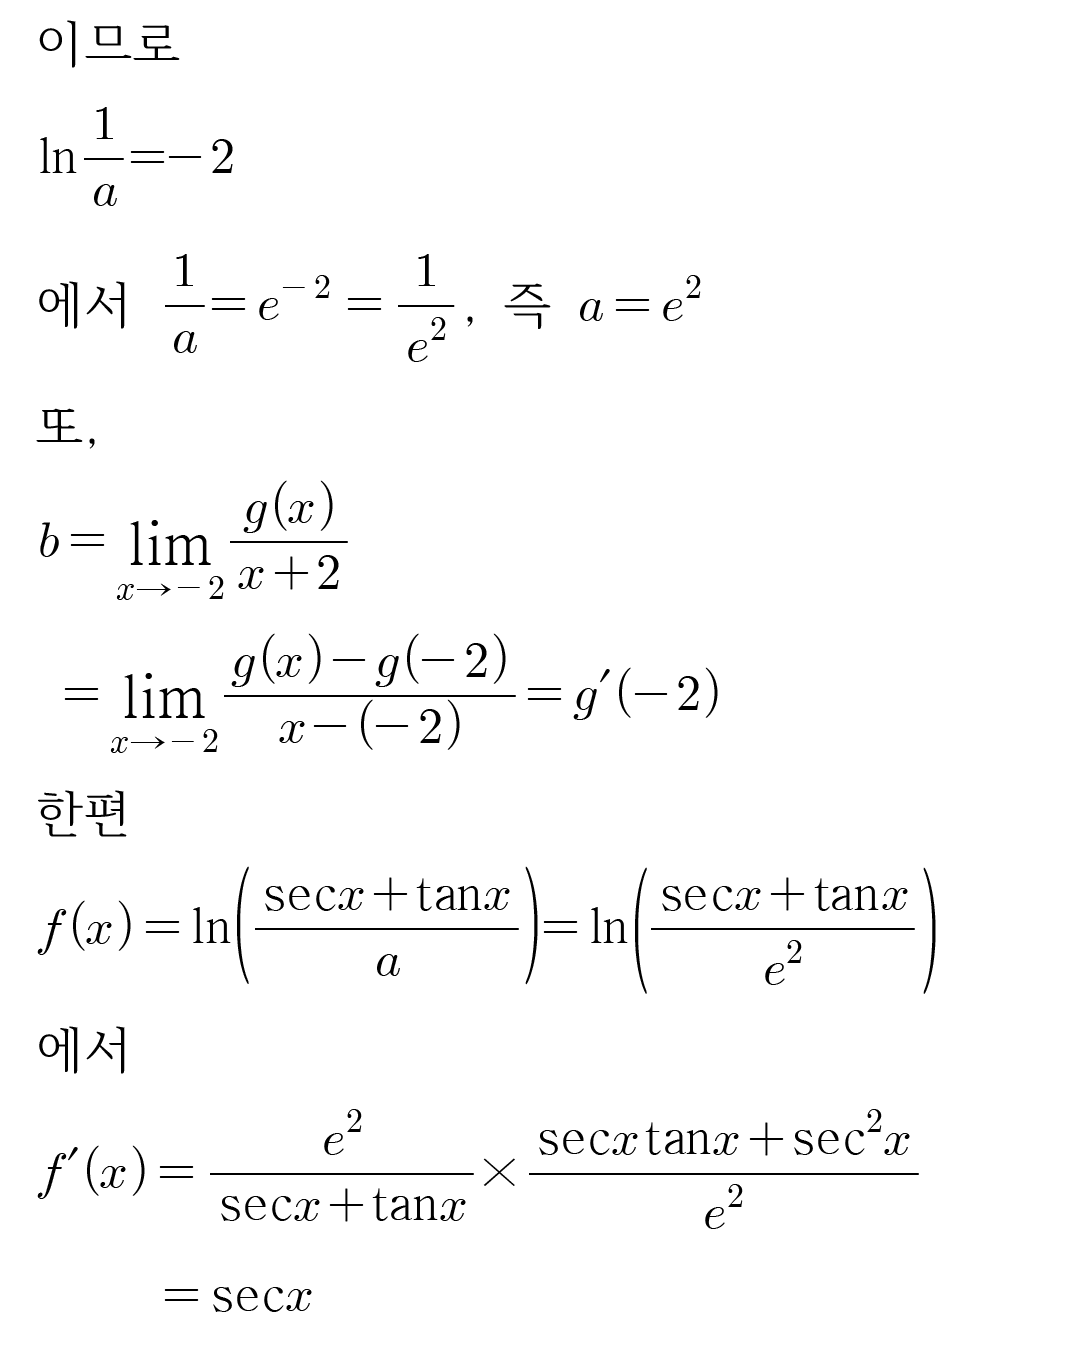 이므로
ln 1/a = -2
에서 1/a = e^{-2} = 1/e^2, 즉 a = e^2
또,
b = lim_{x→-2} g(x)/(x+2)
= lim_{x→-2} (g(x)-g(-2))/(x-(-2)) = g′(-2)
한편
f(x) = ln((secx+tanx)/a) = ln((secx+tanx)/e^2)
에서
f′(x) = e^2/(secx+tanx) × (secxtanx+sec^2x)/e^2
= secx